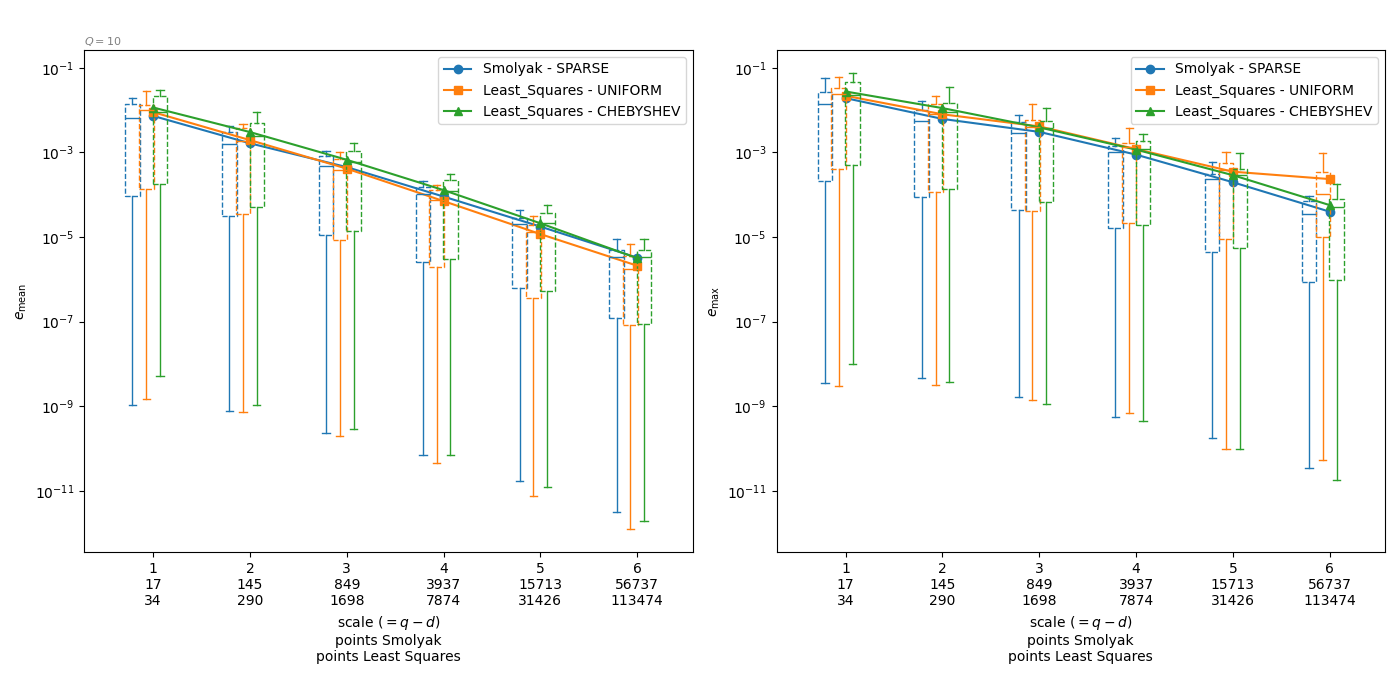 Q = 10
10⁻¹
10⁻³
10⁻⁵
10⁻⁷
10⁻⁹
10⁻¹¹
e_mean
Smolyak - SPARSE
Least_Squares - UNIFORM
Least_Squares - CHEBYSHEV
1 2 3 4 5 6
17 145 849 3937 15713 56737
34 290 1698 7874 31426 113474
scale (= q − d)
points Smolyak
points Least Squares
10⁻¹
10⁻³
10⁻⁵
10⁻⁷
10⁻⁹
10⁻¹¹
e_max
Smolyak - SPARSE
Least_Squares - UNIFORM
Least_Squares - CHEBYSHEV
1 2 3 4 5 6
17 145 849 3937 15713 56737
34 290 1698 7874 31426 113474
scale (= q − d)
points Smolyak
points Least Squares